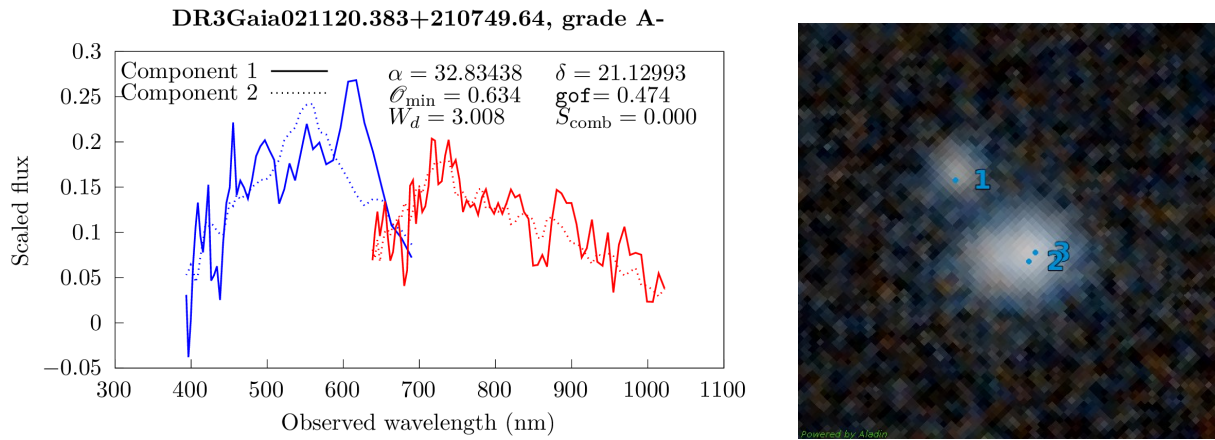 DR3Gaia021120.383+210749.64, grade A-
Component 1
Component 2
α = 32.83438 δ = 21.12993
𝒪min = 0.634 gof= 0.474
Wd = 3.008 Scomb = 0.000
Scaled flux
0.3
0.25
0.2
0.15
0.1
0.05
0
−0.05
300 400 500 600 700 800 900 1000 1100
Observed wavelength (nm)
1
3
2
Powered by Aladin